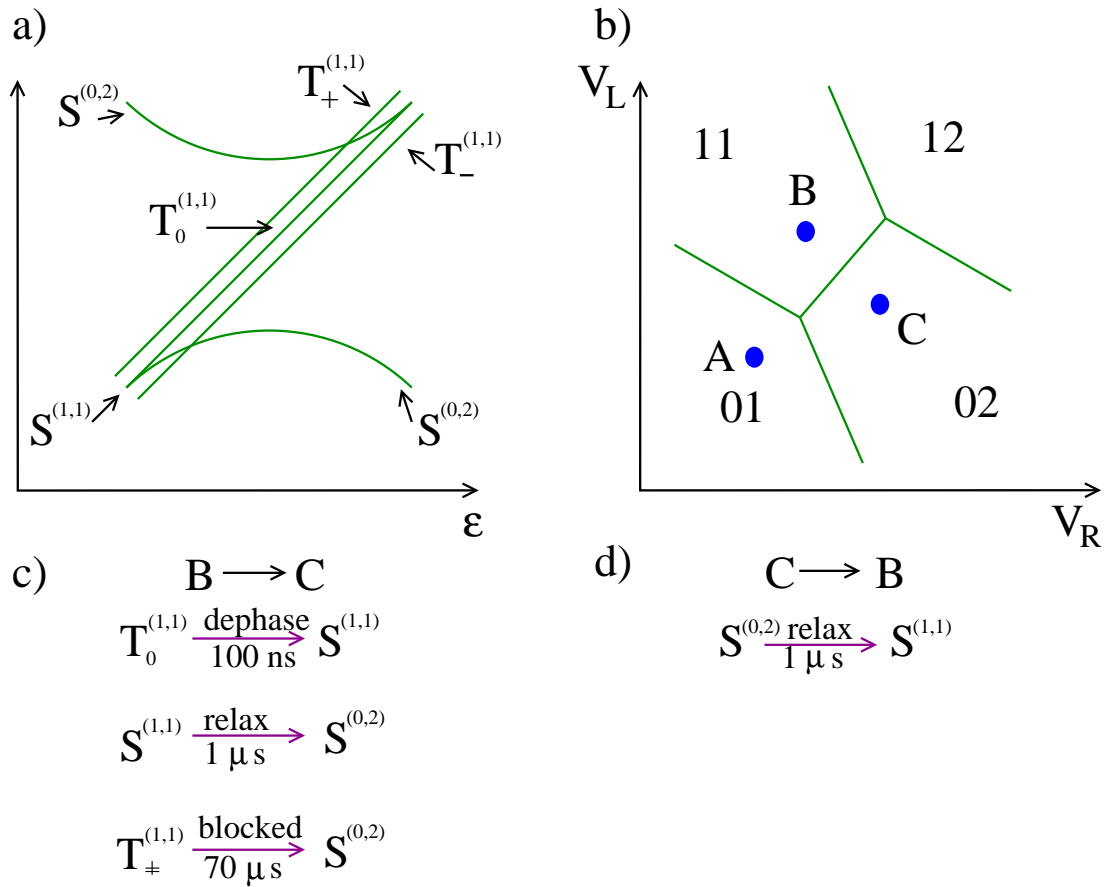 a)
T₊⁽¹,¹⁾
S⁽⁰,²⁾
T₋⁽¹,¹⁾
T₀⁽¹,¹⁾
S⁽¹,¹⁾
S⁽⁰,²⁾
ε
b)
V_L
11
12
B
C
A
01
02
V_R
c)
B → C
T₀⁽¹,¹⁾ dephase 100 ns S⁽¹,¹⁾
S⁽¹,¹⁾ relax 1 μs S⁽⁰,²⁾
T∓⁽¹,¹⁾ blocked 70 μs S⁽⁰,²⁾
d)
C → B
S⁽⁰,²⁾ relax 1 μs S⁽¹,¹⁾